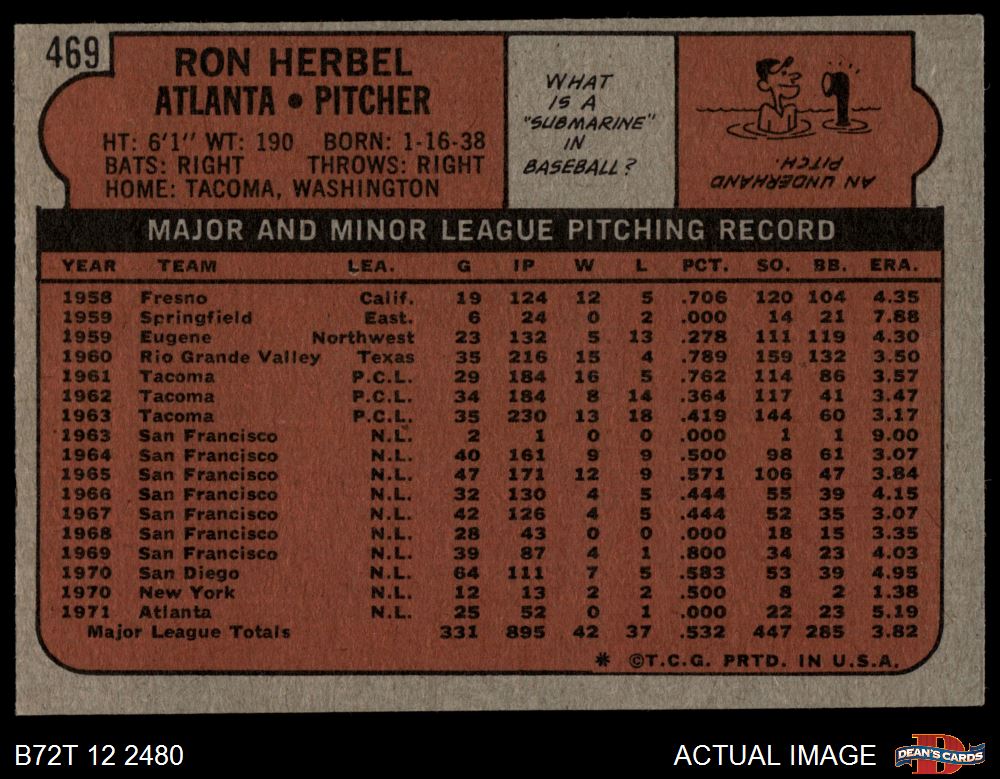 469
RON HERBEL
ATLANTA • PITCHER
HT: 6'1" WT: 190 BORN: 1-16-38
BATS: RIGHT THROWS: RIGHT
HOME: TACOMA, WASHINGTON
WHAT
IS A
"SUBMARINE"
IN
BASEBALL?
AN UNDERHAND
PITCH.
MAJOR AND MINOR LEAGUE PITCHING RECORD
YEAR TEAM LEA. G IP W L PCT. SO. BB. ERA.
1958 Fresno Calif. 19 124 12 5 .706 120 104 4.35
1959 Springfield East. 6 24 0 2 .000 14 21 7.88
1959 Eugene Northwest 23 132 5 13 .278 111 119 4.30
1960 Rio Grande Valley Texas 35 216 15 4 .789 159 132 3.50
1961 Tacoma P.C.L. 29 184 16 5 .762 114 86 3.57
1962 Tacoma P.C.L. 34 184 8 14 .364 117 41 3.47
1963 Tacoma P.C.L. 35 230 13 18 .419 144 60 3.17
1963 San Francisco N.L. 2 1 0 0 .000 1 1 9.00
1964 San Francisco N.L. 40 161 9 9 .500 98 61 3.07
1965 San Francisco N.L. 47 171 12 9 .571 106 47 3.84
1966 San Francisco N.L. 32 130 4 5 .444 55 39 4.15
1967 San Francisco N.L. 42 126 4 5 .444 52 35 3.07
1968 San Francisco N.L. 28 43 0 0 .000 18 15 3.35
1969 San Francisco N.L. 39 87 4 1 .800 34 23 4.03
1970 San Diego N.L. 64 111 7 5 .583 53 39 4.95
1970 New York N.L. 12 13 2 2 .500 8 2 1.38
1971 Atlanta N.L. 25 52 0 1 .000 22 23 5.19
Major League Totals 331 895 42 37 .532 447 285 3.82
* ©T.C.G. PRTD. IN U.S.A.
B72T 12 2480
ACTUAL IMAGE
DEAN'S CARDS